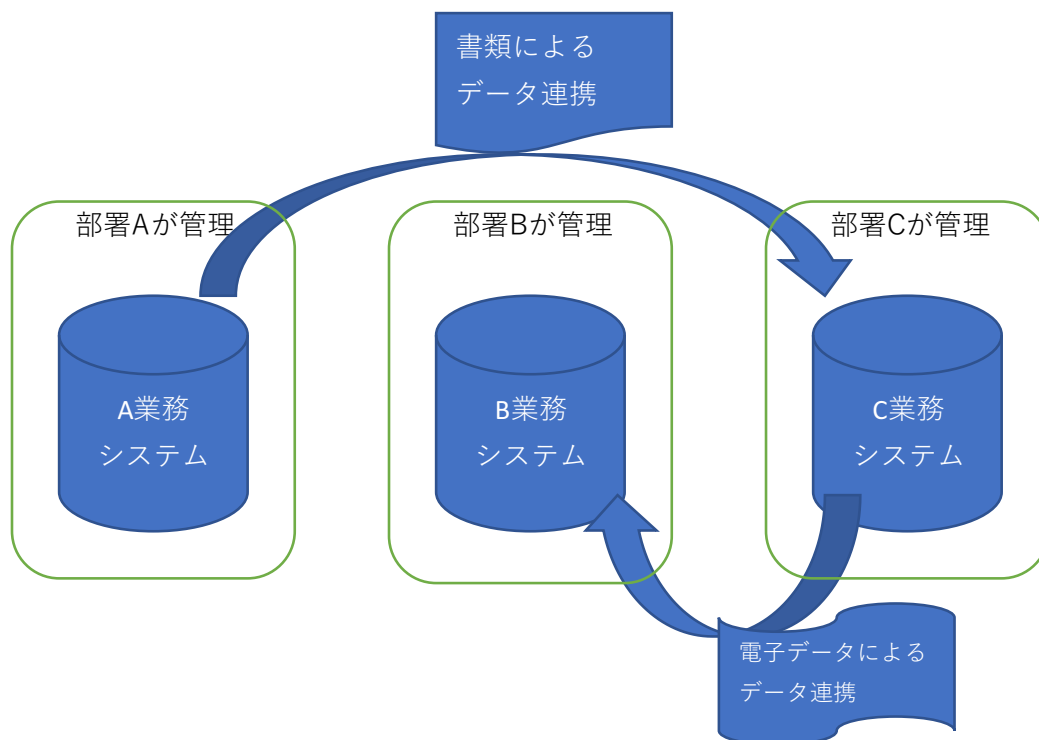 書類による
データ連携
部署Aが管理
部署Bが管理
部署Cが管理
A業務
システム
B業務
システム
C業務
システム
電子データによる
データ連携